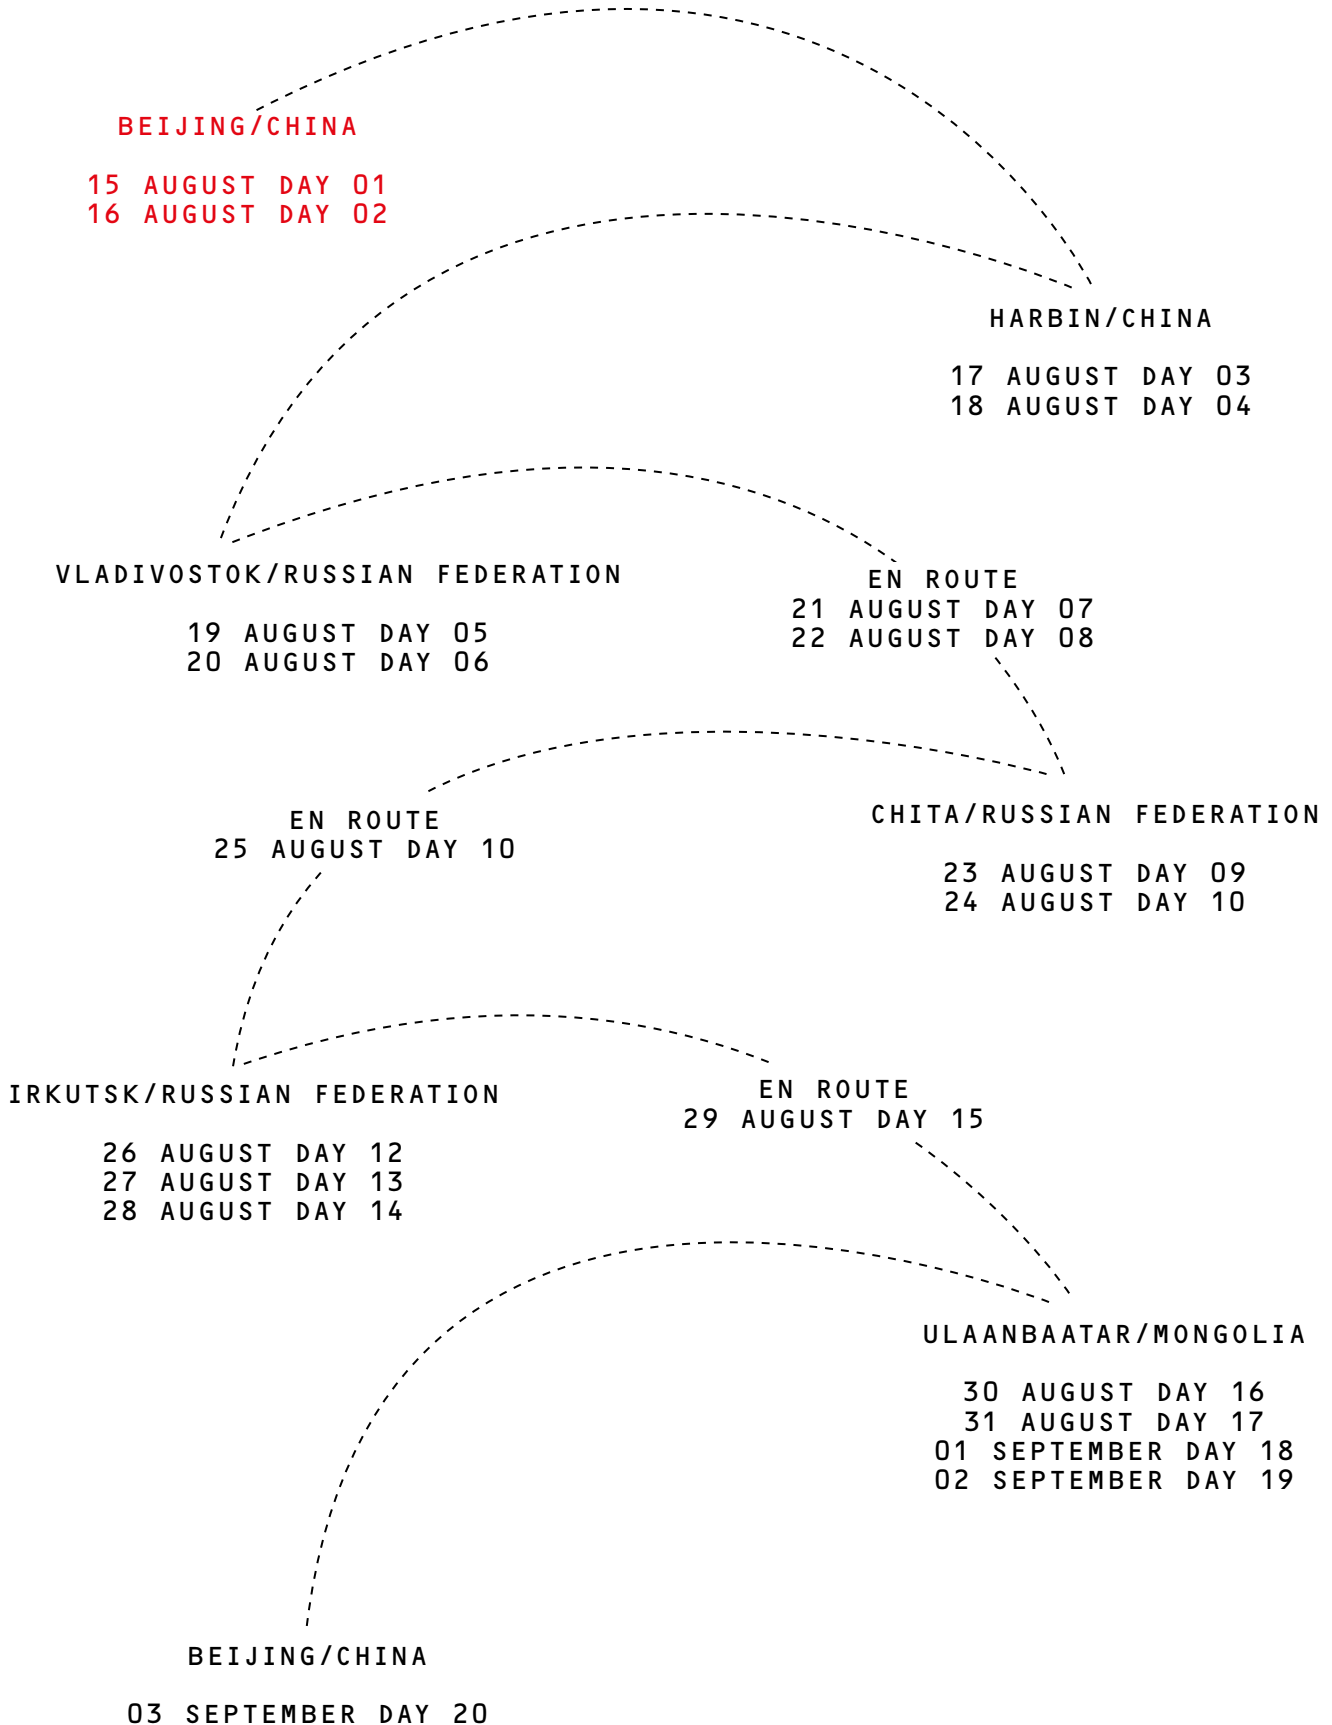 BEIJING/CHINA
15 AUGUST DAY 01
16 AUGUST DAY 02
HARBIN/CHINA
17 AUGUST DAY 03
18 AUGUST DAY 04
VLADIVOSTOK/RUSSIAN FEDERATION
19 AUGUST DAY 05
20 AUGUST DAY 06
EN ROUTE
21 AUGUST DAY 07
22 AUGUST DAY 08
CHITA/RUSSIAN FEDERATION
23 AUGUST DAY 09
24 AUGUST DAY 10
EN ROUTE
25 AUGUST DAY 10
IRKUTSK/RUSSIAN FEDERATION
26 AUGUST DAY 12
27 AUGUST DAY 13
28 AUGUST DAY 14
EN ROUTE
29 AUGUST DAY 15
ULAANBAATAR/MONGOLIA
30 AUGUST DAY 16
31 AUGUST DAY 17
01 SEPTEMBER DAY 18
02 SEPTEMBER DAY 19
BEIJING/CHINA
03 SEPTEMBER DAY 20